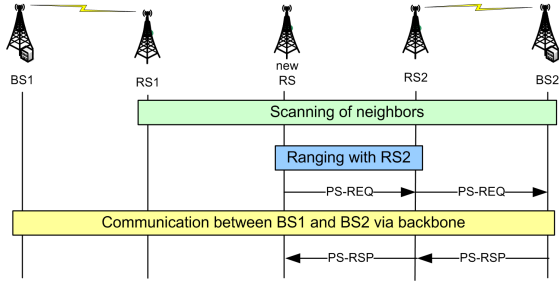 BS1
RS1
new
RS
RS2
BS2
Scanning of neighbors
Ranging with RS2
PS-REQ
PS-REQ
Communication between BS1 and BS2 via backbone
PS-RSP
PS-RSP